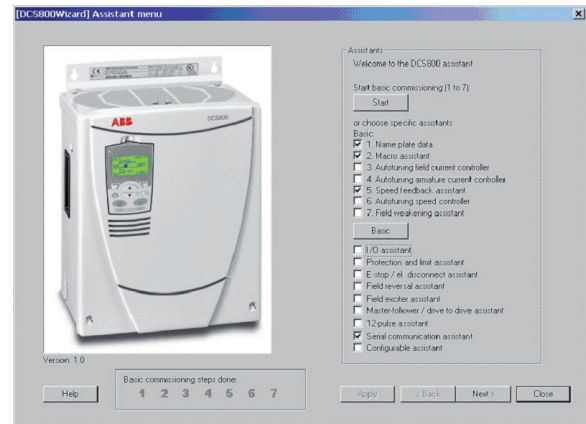 [DCS800Wizard] Assistant menu
ABB
DCS800
Version: 1.0
Assistants
Welcome to the DCS800 assistant
Start basic commissioning (1 to 7):
Start
or choose specific assistants
Basic:
1. Name plate data
2. Macro assistant
3. Autotuning field current controller
4. Autotuning armature current controller
5. Speed feedback assistant
6. Autotuning speed controller
7. Field weakening assistant
Basic
I/O assistant
Protection and limit assistant
E-stop / el. disconnect assistant
Field reversal assistant
Field exciter assistant
Master-follower / drive to drive assistant
12-pulse assistant
Serial communication assistant
Configurable assistant
Help
Basic commissioning steps done:
1 2 3 4 5 6 7
Apply
< Back
Next >
Close